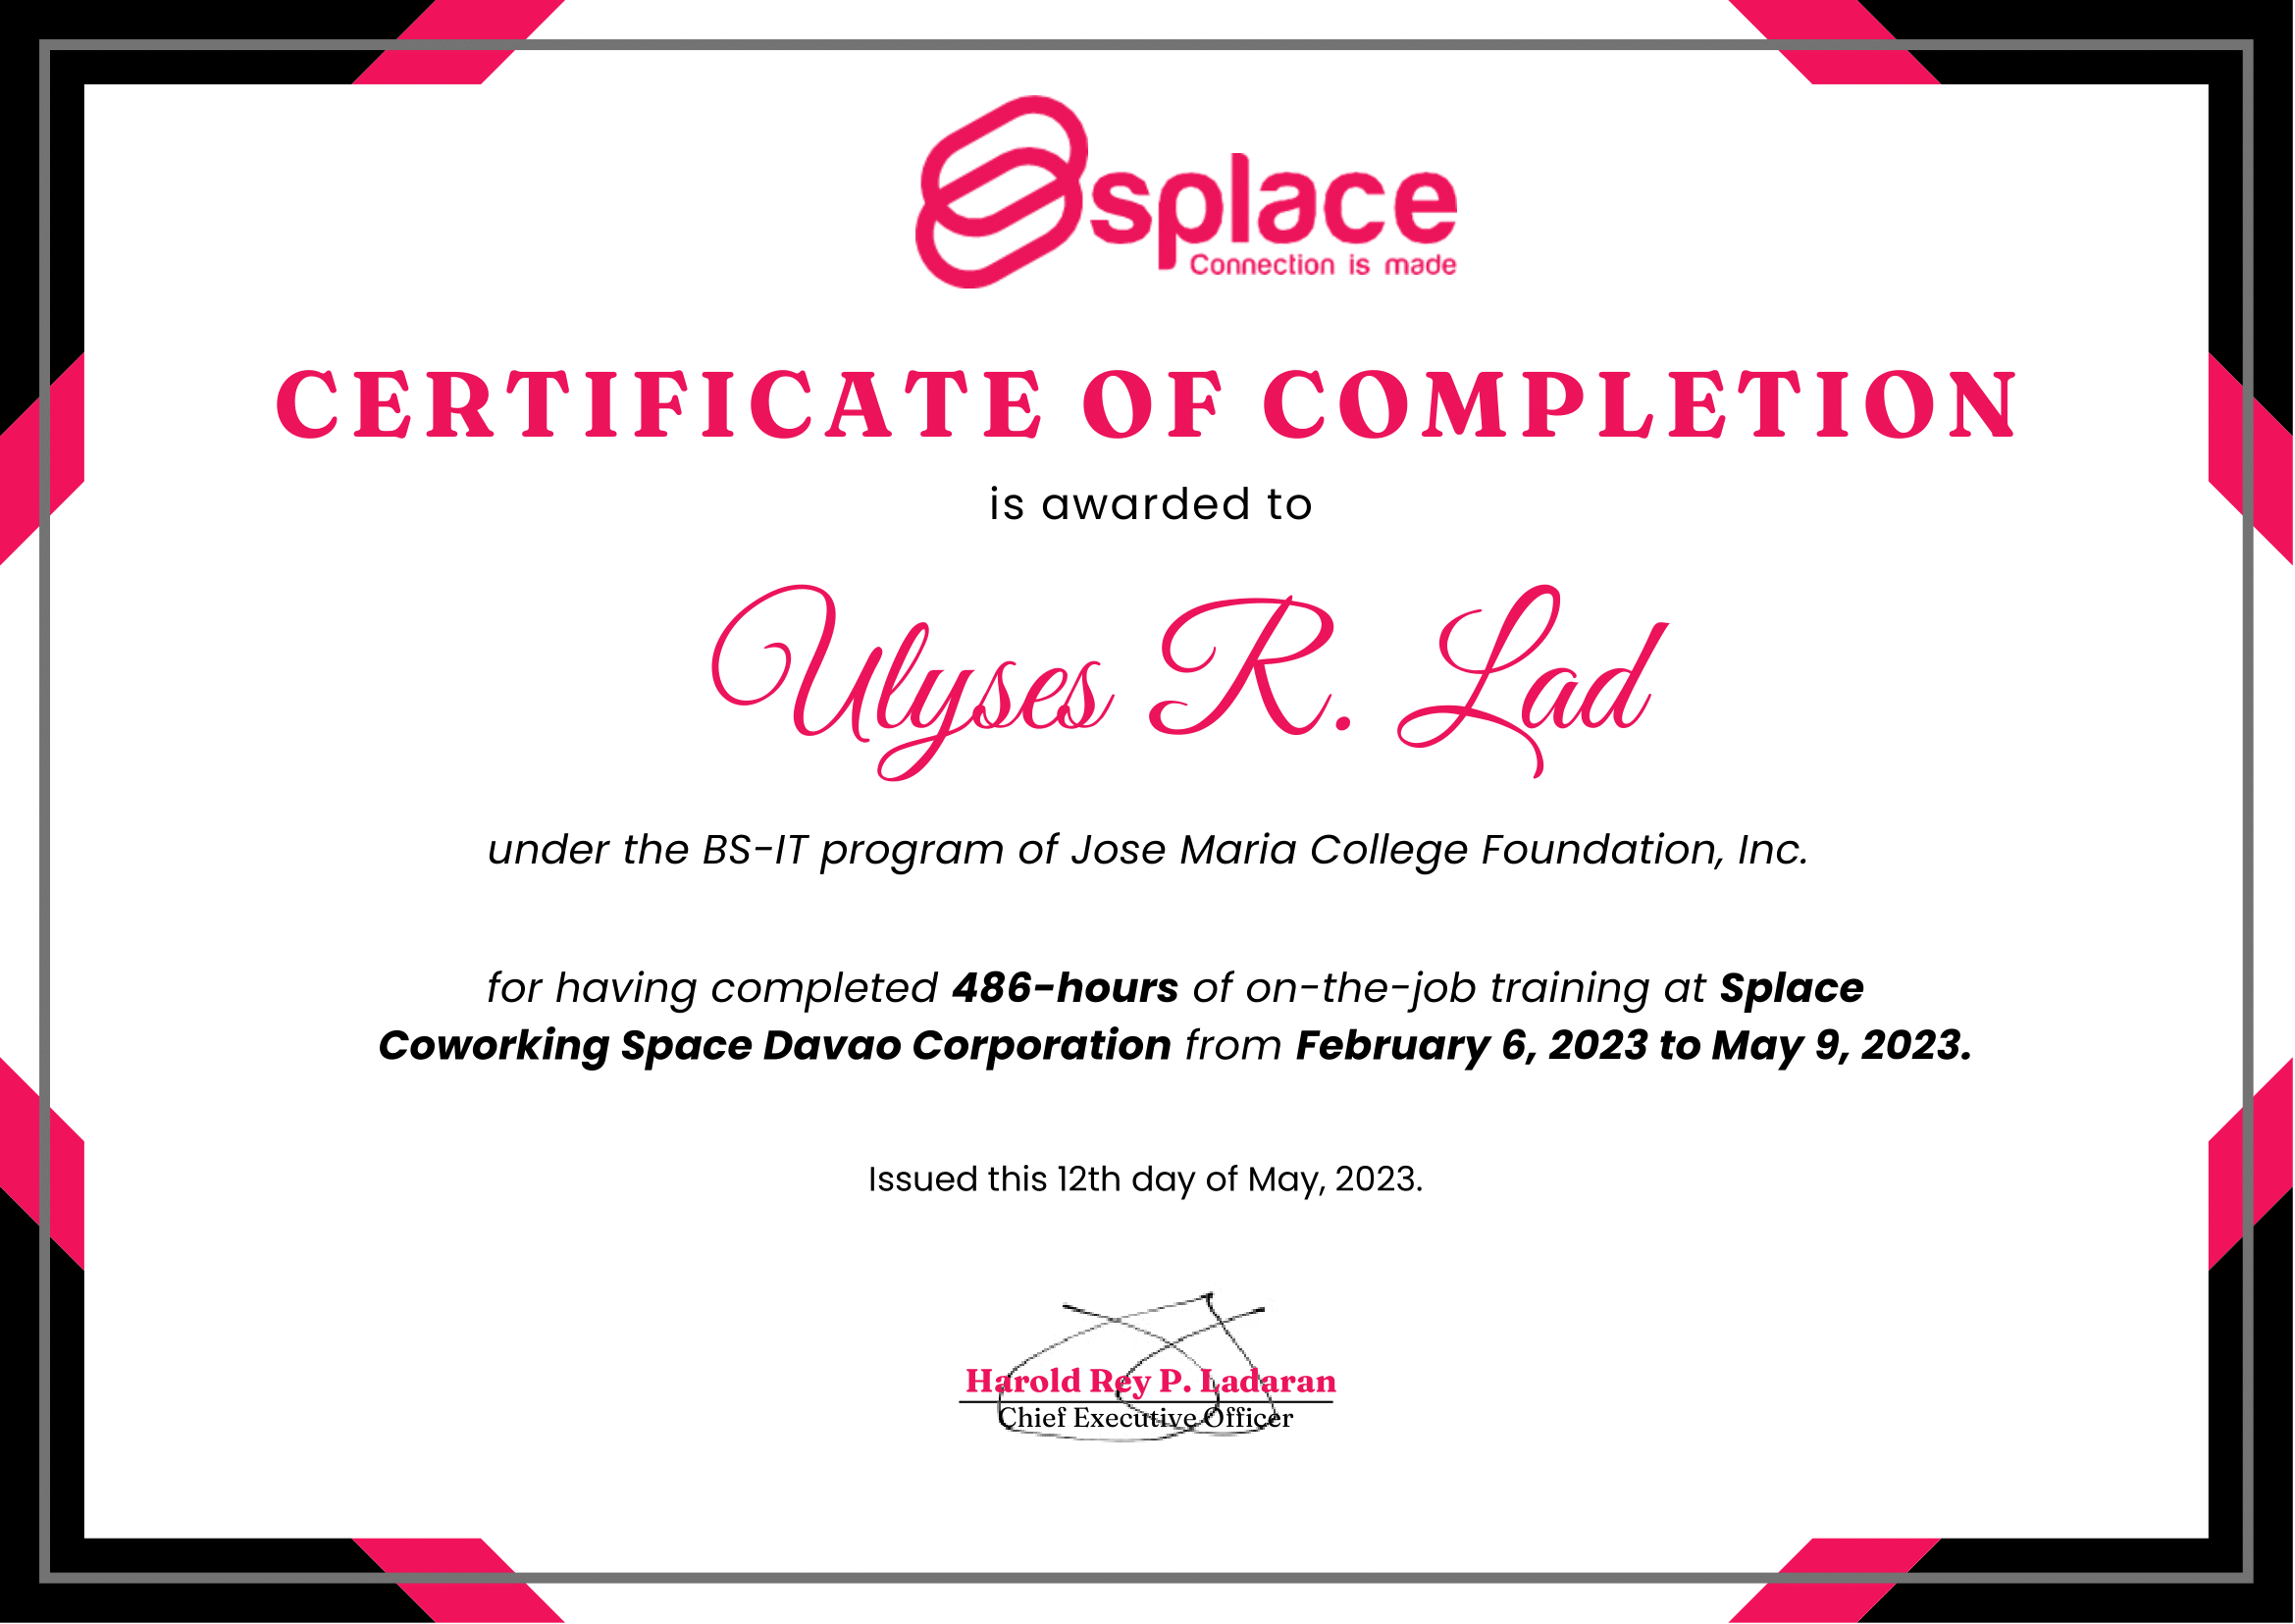 splace
Connection is made
CERTIFICATE OF COMPLETION
is awarded to
Ulyses R. Lad
under the BS-IT program of Jose Maria College Foundation, Inc.
for having completed 486-hours of on-the-job training at Splace
Coworking Space Davao Corporation from February 6, 2023 to May 9, 2023.
Issued this 12th day of May, 2023.
Harold Rey P. Ladaran
Chief Executive Officer